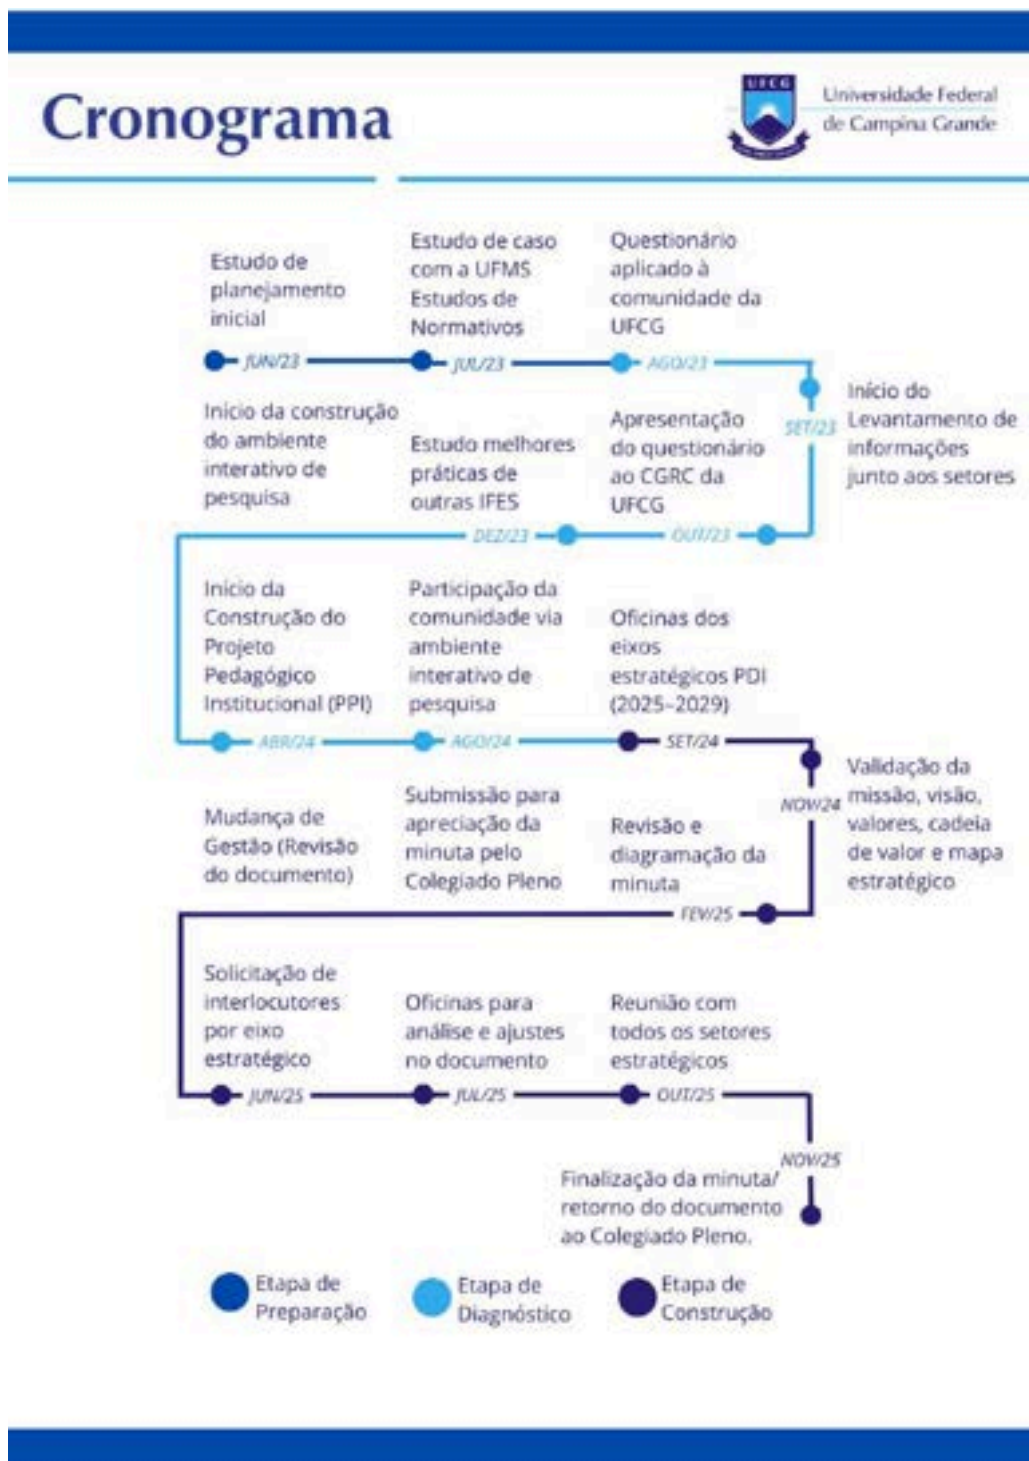 UFCG
Universidade Federal
de Campina Grande
Cronograma
Estudo de
planejamento
inicial
Estudo de caso
com a UFMS
Estudos de
Normativos
Questionário
aplicado à
comunidade da
UFCG
JUN/23
JUL/23
AGO/23
SET/23
Início do
Levantamento de
informações
junto aos setores
Início da construção
do ambiente
interativo de
pesquisa
Estudo melhores
práticas de
outras IFES
Apresentação
do questionário
ao CGRC da
UFCG
DEZ/23
OUT/23
Início da
Construção do
Projeto
Pedagógico
Institucional (PPI)
Participação da
comunidade via
ambiente
interativo de
pesquisa
Oficinas dos
eixos
estratégicos PDI
(2025–2029)
ABR/24
AGO/24
SET/24
NOV/24
Validação da
missão, visão,
valores, cadeia
de valor e mapa
estratégico
Mudança de
Gestão (Revisão
do documento)
Submissão para
apreciação da
minuta pelo
Colegiado Pleno
Revisão e
diagramação da
minuta
FEV/25
Solicitação de
interlocutores
por eixo
estratégico
Oficinas para
análise e ajustes
no documento
Reunião com
todos os setores
estratégicos
JUN/25
JUL/25
OUT/25
NOV/25
Finalização da minuta/
retorno do documento
ao Colegiado Pleno.
Etapa de
Preparação
Etapa de
Diagnóstico
Etapa de
Construção